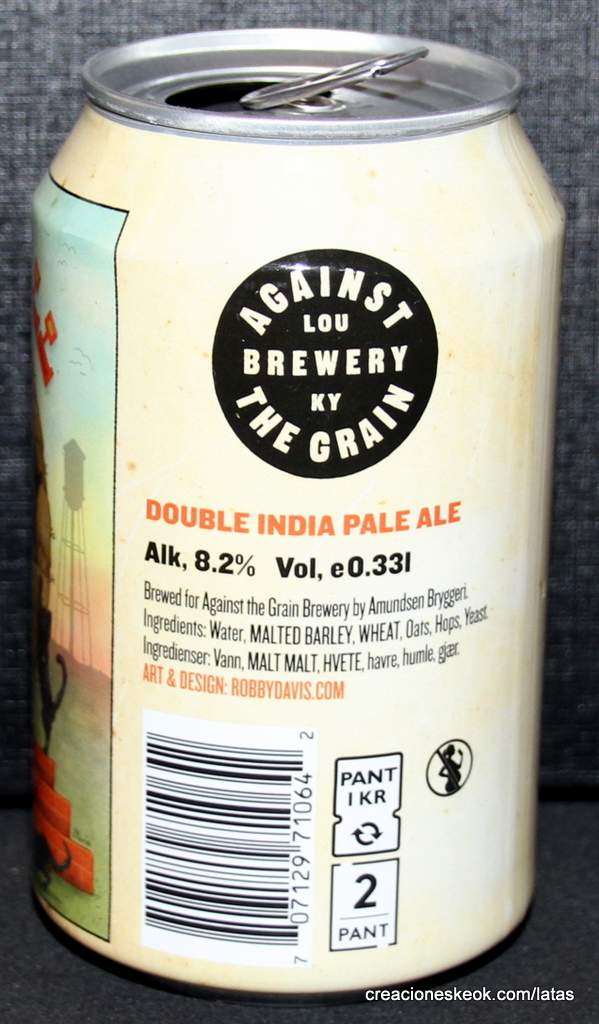 AGAINST
LOU
BREWERY
KY
THE GRAIN
DOUBLE INDIA PALE ALE
Alk, 8.2% Vol, e0.33l
Brewed for Against the Grain Brewery by Amundsen Bryggeri.
Ingredients: Water, MALTED BARLEY, WHEAT, Oats, Hops, Yeast.
Ingredienser: Vann, MALT MALT, HVETE, havre, humle, gjær.
ART & DESIGN: ROBBYDAVIS.COM
7 07129 71064 2
PANT
1 KR
2
PANT
creacioneskeok.com/latas